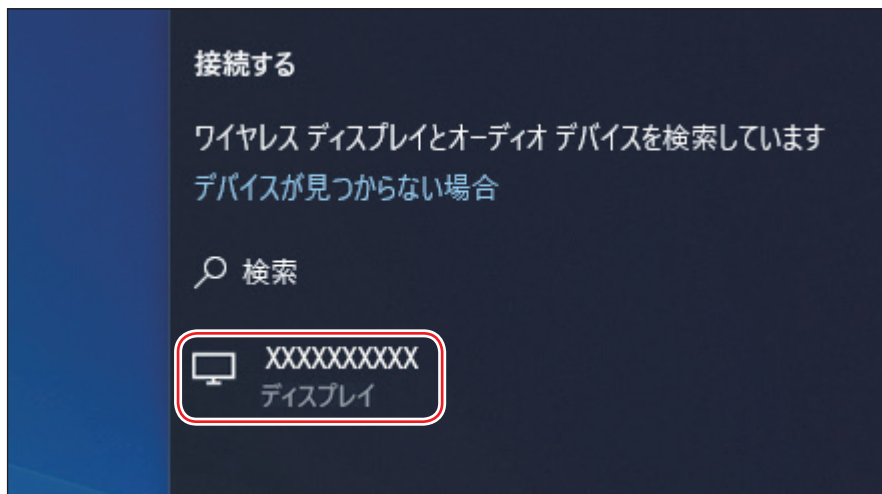 接続する
ワイヤレス ディスプレイとオーディオ デバイスを検索しています
デバイスが見つからない場合
検索
XXXXXXXXXX
ディスプレイ